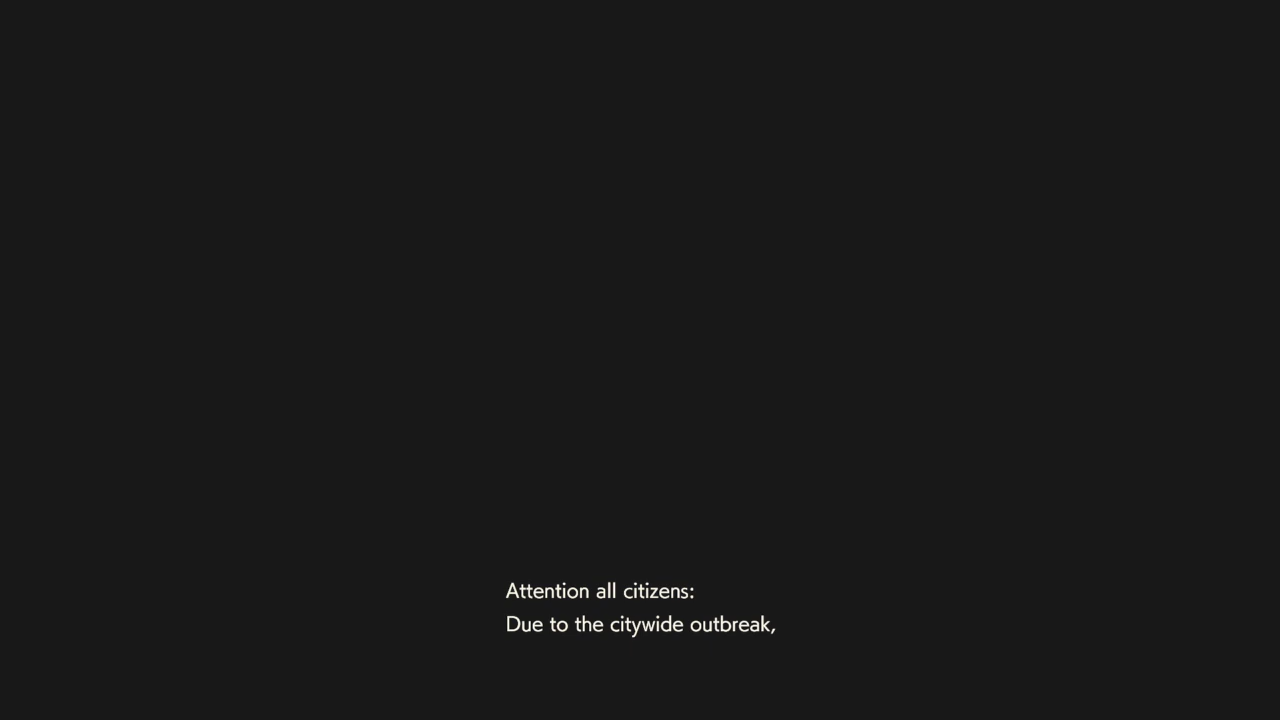 Attention all citizens:
Due to the citywide outbreak,